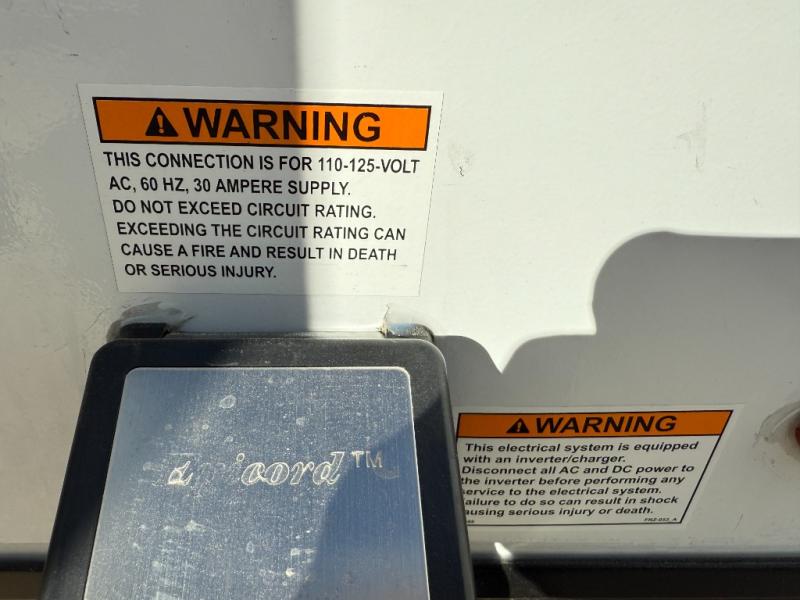 WARNING
THIS CONNECTION IS FOR 110-125-VOLT
AC, 60 HZ, 30 AMPERE SUPPLY.
DO NOT EXCEED CIRCUIT RATING.
EXCEEDING THE CIRCUIT RATING CAN
CAUSE A FIRE AND RESULT IN DEATH
OR SERIOUS INJURY.
cord™
WARNING
This electrical system is equipped
with an inverter/charger.
Disconnect all AC and DC power to
the inverter before performing any
service to the electrical system.
ailure to do so can result in shock
ausing serious injury or death.